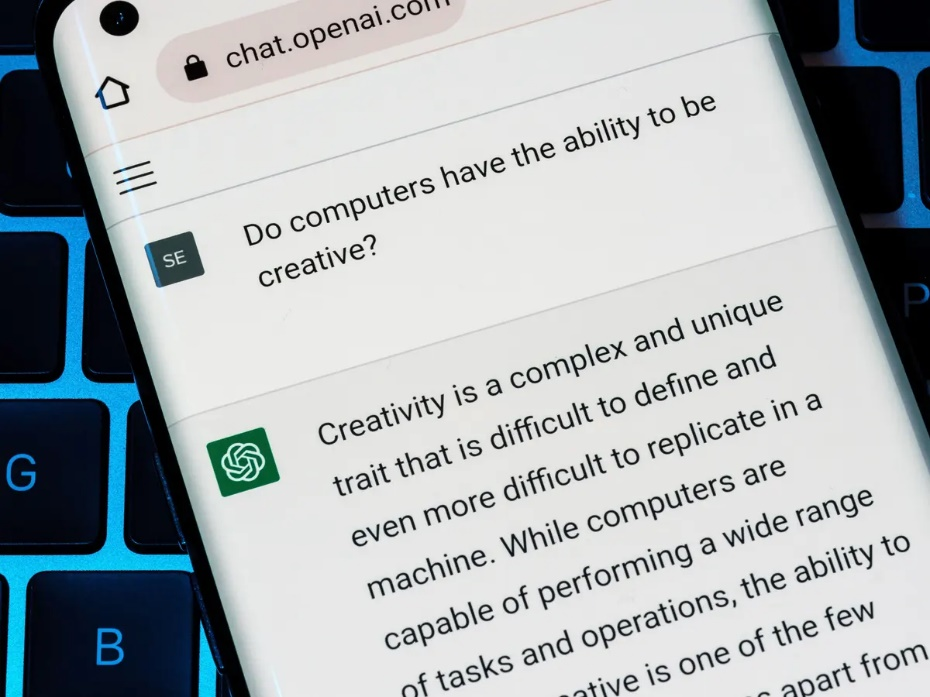 chat.openai.com
Do computers have the ability to be
creative?
SE
Creativity is a complex and unique
trait that is difficult to define and
even more difficult to replicate in a
machine. While computers are
capable of performing a wide range
of tasks and operations, the ability to
is one of the few
apart from
G
B
P